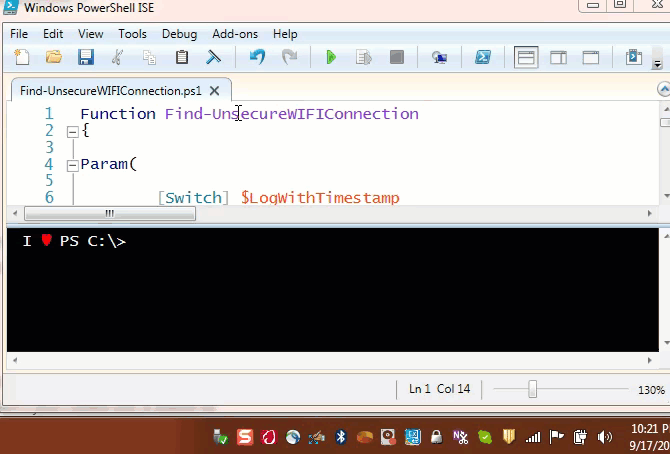 Windows PowerShell ISE
File Edit View Tools Debug Add-ons Help
Find-UnsecureWIFIConnection.ps1
1 Function Find-UnsecureWIFIConnection
2 {
3
4 Param(
5
6 [Switch] $LogWithTimestamp
I ♥ PS C:\>
Ln 1 Col 14 130%
10:21 P
9/17/20